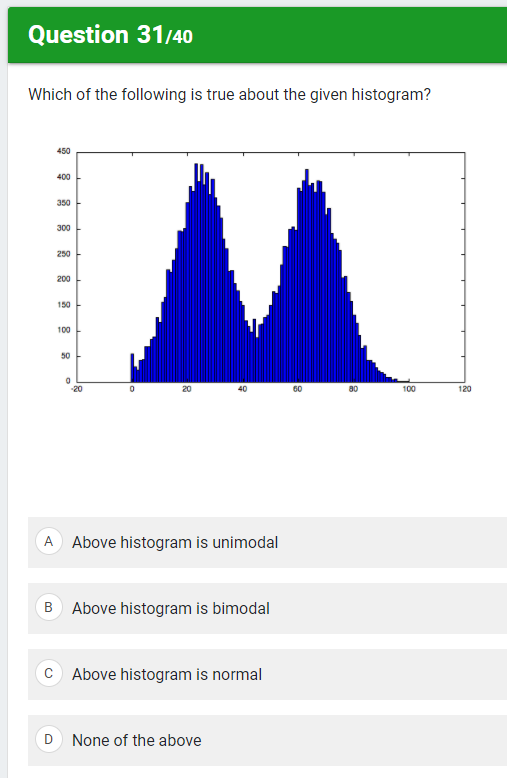 Question 31/40
Which of the following is true about the given histogram?
450
400
350
300
250
200
150
100
50
0
-20 0 20 40 60 80 100 120
A Above histogram is unimodal
B Above histogram is bimodal
C Above histogram is normal
D None of the above